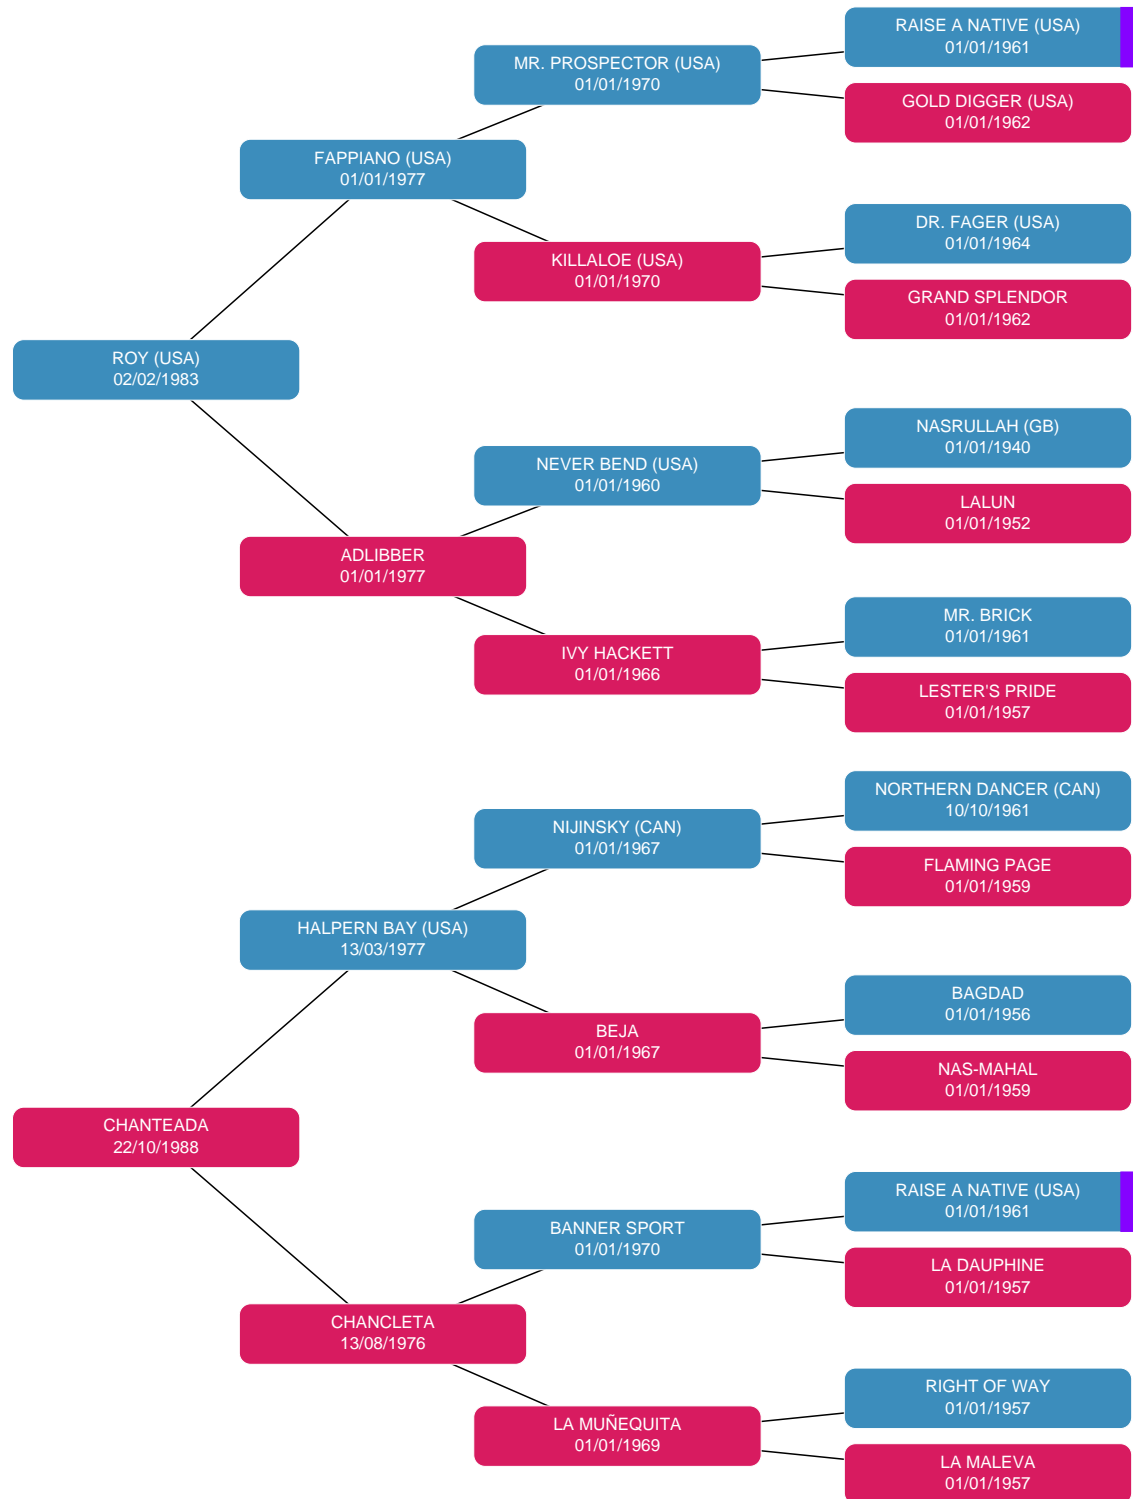 RAISE A NATIVE (USA)
01/01/1961
MR. PROSPECTOR (USA)
01/01/1970
GOLD DIGGER (USA)
01/01/1962
FAPPIANO (USA)
01/01/1977
DR. FAGER (USA)
01/01/1964
KILLALOE (USA)
01/01/1970
GRAND SPLENDOR
01/01/1962
ROY (USA)
02/02/1983
NASRULLAH (GB)
01/01/1940
NEVER BEND (USA)
01/01/1960
LALUN
01/01/1952
ADLIBBER
01/01/1977
MR. BRICK
01/01/1961
IVY HACKETT
01/01/1966
LESTER'S PRIDE
01/01/1957
NORTHERN DANCER (CAN)
10/10/1961
NIJINSKY (CAN)
01/01/1967
FLAMING PAGE
01/01/1959
HALPERN BAY (USA)
13/03/1977
BAGDAD
01/01/1956
BEJA
01/01/1967
NAS-MAHAL
01/01/1959
CHANTEADA
22/10/1988
RAISE A NATIVE (USA)
01/01/1961
BANNER SPORT
01/01/1970
LA DAUPHINE
01/01/1957
CHANCLETA
13/08/1976
RIGHT OF WAY
01/01/1957
LA MUÑEQUITA
01/01/1969
LA MALEVA
01/01/1957